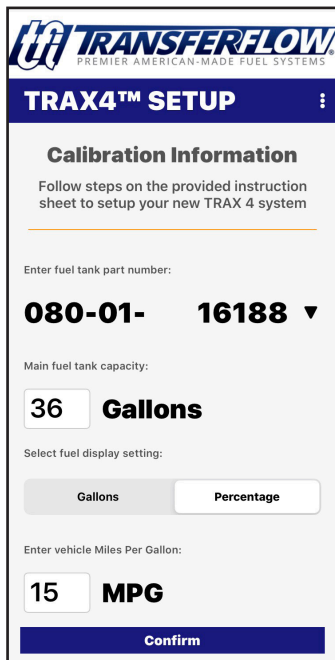 tfi TRANSFERFLOW®
PREMIER AMERICAN-MADE FUEL SYSTEMS
TRAX4™ SETUP
Calibration Information
Follow steps on the provided instruction
sheet to setup your new TRAX 4 system
Enter fuel tank part number:
080-01- 16188 ▼
Main fuel tank capacity:
36 Gallons
Select fuel display setting:
Gallons Percentage
Enter vehicle Miles Per Gallon:
15 MPG
Confirm